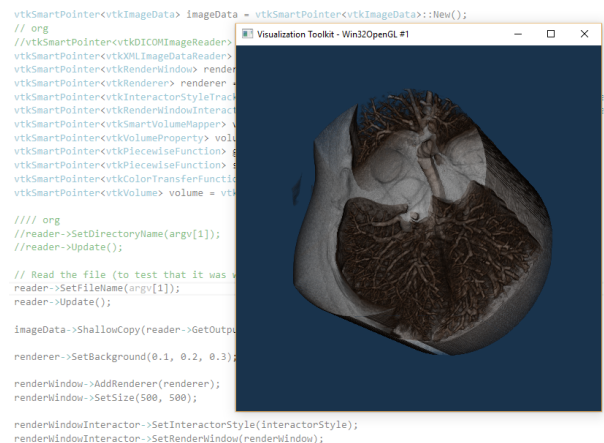 vtkSmartPointer<vtkImageData> imageData = vtkSmartPointer<vtkImageData>::New();
// org
//vtkSmartPointer<vtkDICOMImageReader>
Visualization Toolkit - Win32OpenGL #1
vtkSmartPointer<vtkXMLImageDataReader>
vtkSmartPointer<vtkRenderWindow> render
vtkSmartPointer<vtkRenderer> renderer =
vtkSmartPointer<vtkInteractorStyleTrack
vtkSmartPointer<vtkRenderWindowInteract
vtkSmartPointer<vtkSmartVolumeMapper>
vtkSmartPointer<vtkVolumeProperty> volu
vtkSmartPointer<vtkPiecewiseFunction> g
vtkSmartPointer<vtkPiecewiseFunction> s
vtkSmartPointer<vtkColorTransferFunctio
vtkSmartPointer<vtkVolume> volume = vtk
//// org
//reader->SetDirectoryName(argv[1]);
//reader->Update();
// Read the file (to test that it was w
reader->SetFileName(argv[1]);
reader->Update();
imageData->ShallowCopy(reader->GetOutpu
renderer->SetBackground(0.1, 0.2, 0.3);
renderWindow->AddRenderer(renderer);
renderWindow->SetSize(500, 500);
renderWindowInteractor->SetInteractorStyle(interactorStyle);
renderWindowInteractor->SetRenderWindow(renderWindow);